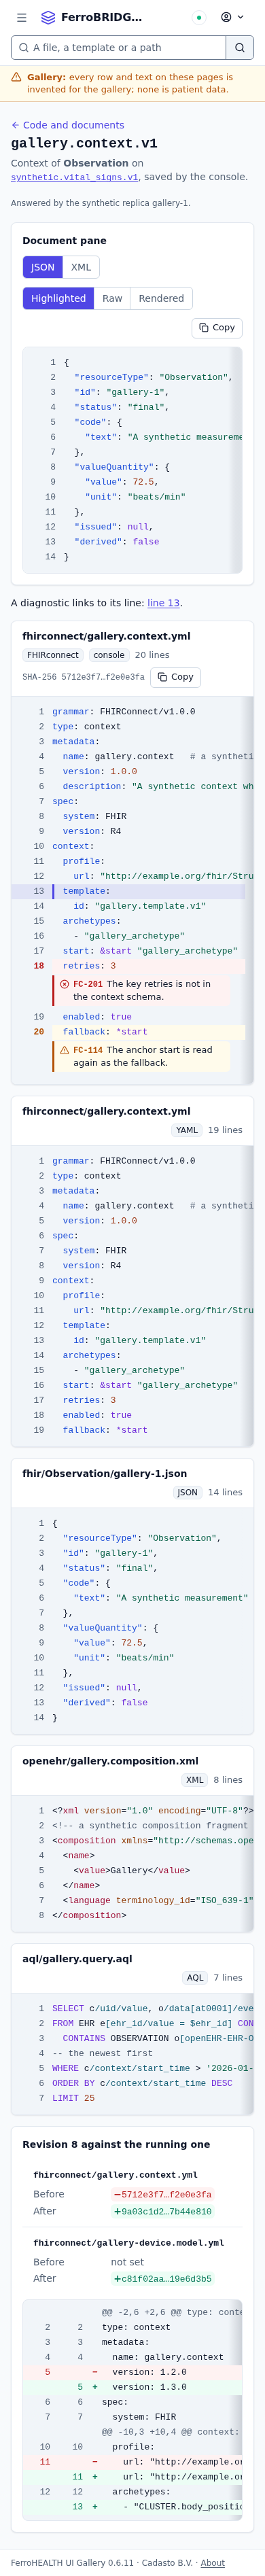 FerroBRIDG...
A file, a template or a path
Gallery: every row and text on these pages is
invented for the gallery; none is patient data.
Code and documents
gallery.context.v1
Context of Observation on
synthetic.vital_signs.v1, saved by the console.
Answered by the synthetic replica gallery-1.
Document pane
JSON XML
Highlighted Raw Rendered
Copy
1 {
2 "resourceType": "Observation",
3 "id": "gallery-1",
4 "status": "final",
5 "code": {
6 "text": "A synthetic measureme
7 },
8 "valueQuantity": {
9 "value": 72.5,
10 "unit": "beats/min"
11 },
12 "issued": null,
13 "derived": false
14 }
A diagnostic links to its line: line 13.
fhirconnect/gallery.context.yml
FHIRconnect console 20 lines
SHA-256 5712e3f7…f2e0e3fa Copy
1 grammar: FHIRConnect/v1.0.0
2 type: context
3 metadata:
4 name: gallery.context # a syntheti
5 version: 1.0.0
6 description: "A synthetic context wh
7 spec:
8 system: FHIR
9 version: R4
10 context:
11 profile:
12 url: "http://example.org/fhir/Stru
13 template:
14 id: "gallery.template.v1"
15 archetypes:
16 - "gallery_archetype"
17 start: &start "gallery_archetype"
18 retries: 3
FC-201 The key retries is not in
the context schema.
19 enabled: true
20 fallback: *start
FC-114 The anchor start is read
again as the fallback.
fhirconnect/gallery.context.yml
YAML 19 lines
1 grammar: FHIRConnect/v1.0.0
2 type: context
3 metadata:
4 name: gallery.context # a syntheti
5 version: 1.0.0
6 spec:
7 system: FHIR
8 version: R4
9 context:
10 profile:
11 url: "http://example.org/fhir/Stru
12 template:
13 id: "gallery.template.v1"
14 archetypes:
15 - "gallery_archetype"
16 start: &start "gallery_archetype"
17 retries: 3
18 enabled: true
19 fallback: *start
fhir/Observation/gallery-1.json
JSON 14 lines
1 {
2 "resourceType": "Observation",
3 "id": "gallery-1",
4 "status": "final",
5 "code": {
6 "text": "A synthetic measurement"
7 },
8 "valueQuantity": {
9 "value": 72.5,
10 "unit": "beats/min"
11 },
12 "issued": null,
13 "derived": false
14 }
openehr/gallery.composition.xml
XML 8 lines
1 <?xml version="1.0" encoding="UTF-8"?>
2 <!-- a synthetic composition fragment
3 <composition xmlns="http://schemas.ope
4 <name>
5 <value>Gallery</value>
6 </name>
7 <language terminology_id="ISO_639-1"
8 </composition>
aql/gallery.query.aql
AQL 7 lines
1 SELECT c/uid/value, o/data[at0001]/eve
2 FROM EHR e[ehr_id/value = $ehr_id] CON
3 CONTAINS OBSERVATION o[openEHR-EHR-O
4 -- the newest first
5 WHERE c/context/start_time > '2026-01-
6 ORDER BY c/context/start_time DESC
7 LIMIT 25
Revision 8 against the running one
fhirconnect/gallery.context.yml
Before −5712e3f7…f2e0e3fa
After +9a03c1d2…7b44e810
fhirconnect/gallery-device.model.yml
Before not set
After +c81f02aa…19e6d3b5
@@ -2,6 +2,6 @@ type: conte
2 2 type: context
3 3 metadata:
4 4 name: gallery.context
5 − version: 1.2.0
5 + version: 1.3.0
6 6 spec:
7 7 system: FHIR
@@ -10,3 +10,4 @@ context:
10 10 profile:
11 − url: "http://example.or
11 + url: "http://example.or
12 12 archetypes:
13 + - "CLUSTER.body_positio
FerroHEALTH UI Gallery 0.6.11 · Cadasto B.V. · About